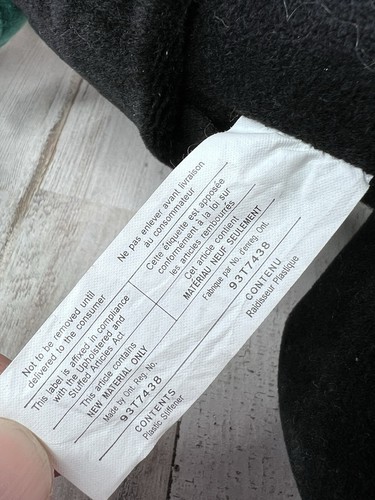 Not to be removed until
delivered to the consumer
This label is affixed in compliance
with the Upholstered and
Stuffed Articles Act
This article contains
NEW MATERIAL ONLY
Made by Ont. Reg. No.
93T7438
CONTENTS
Plastic Stiffener
Ne pas enlever avant livraison
au consommateur
Cette étiquette est apposée
conformément à la loi sur
les articles rembourrés
Cet article contient
MATÉRIAU NEUF SELLEMENT
Fabrique par No. d'enreg. Ont.
93T7438
CONTENU
Raidisseur Plastique